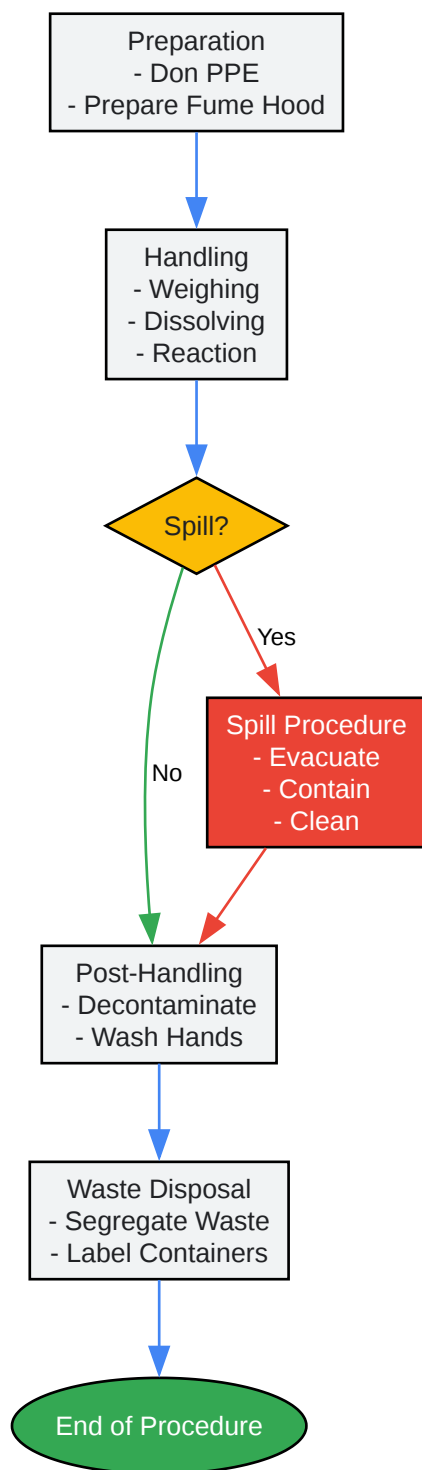 Preparation
- Don PPE
- Prepare Fume Hood
Handling
- Weighing
- Dissolving
- Reaction
Spill?
Yes
Spill Procedure
- Evacuate
- Contain
- Clean
No
Post-Handling
- Decontaminate
- Wash Hands
Waste Disposal
- Segregate Waste
- Label Containers
End of Procedure